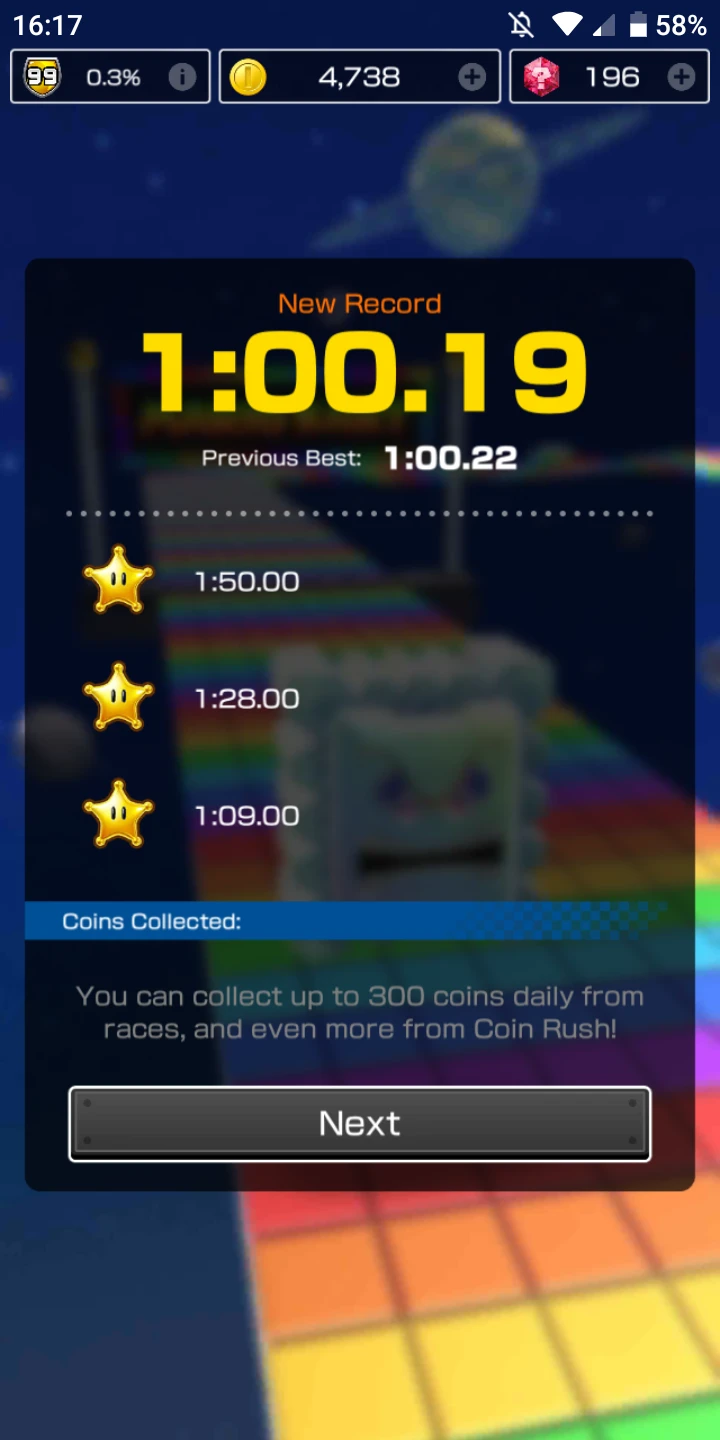 16:17 58%
99 0.3% i 4,738 + ? 196 +
New Record
1:00.19
Previous Best: 1:00.22
1:50.00
1:28.00
1:09.00
Coins Collected:
You can collect up to 300 coins daily from
races, and even more from Coin Rush!
Next